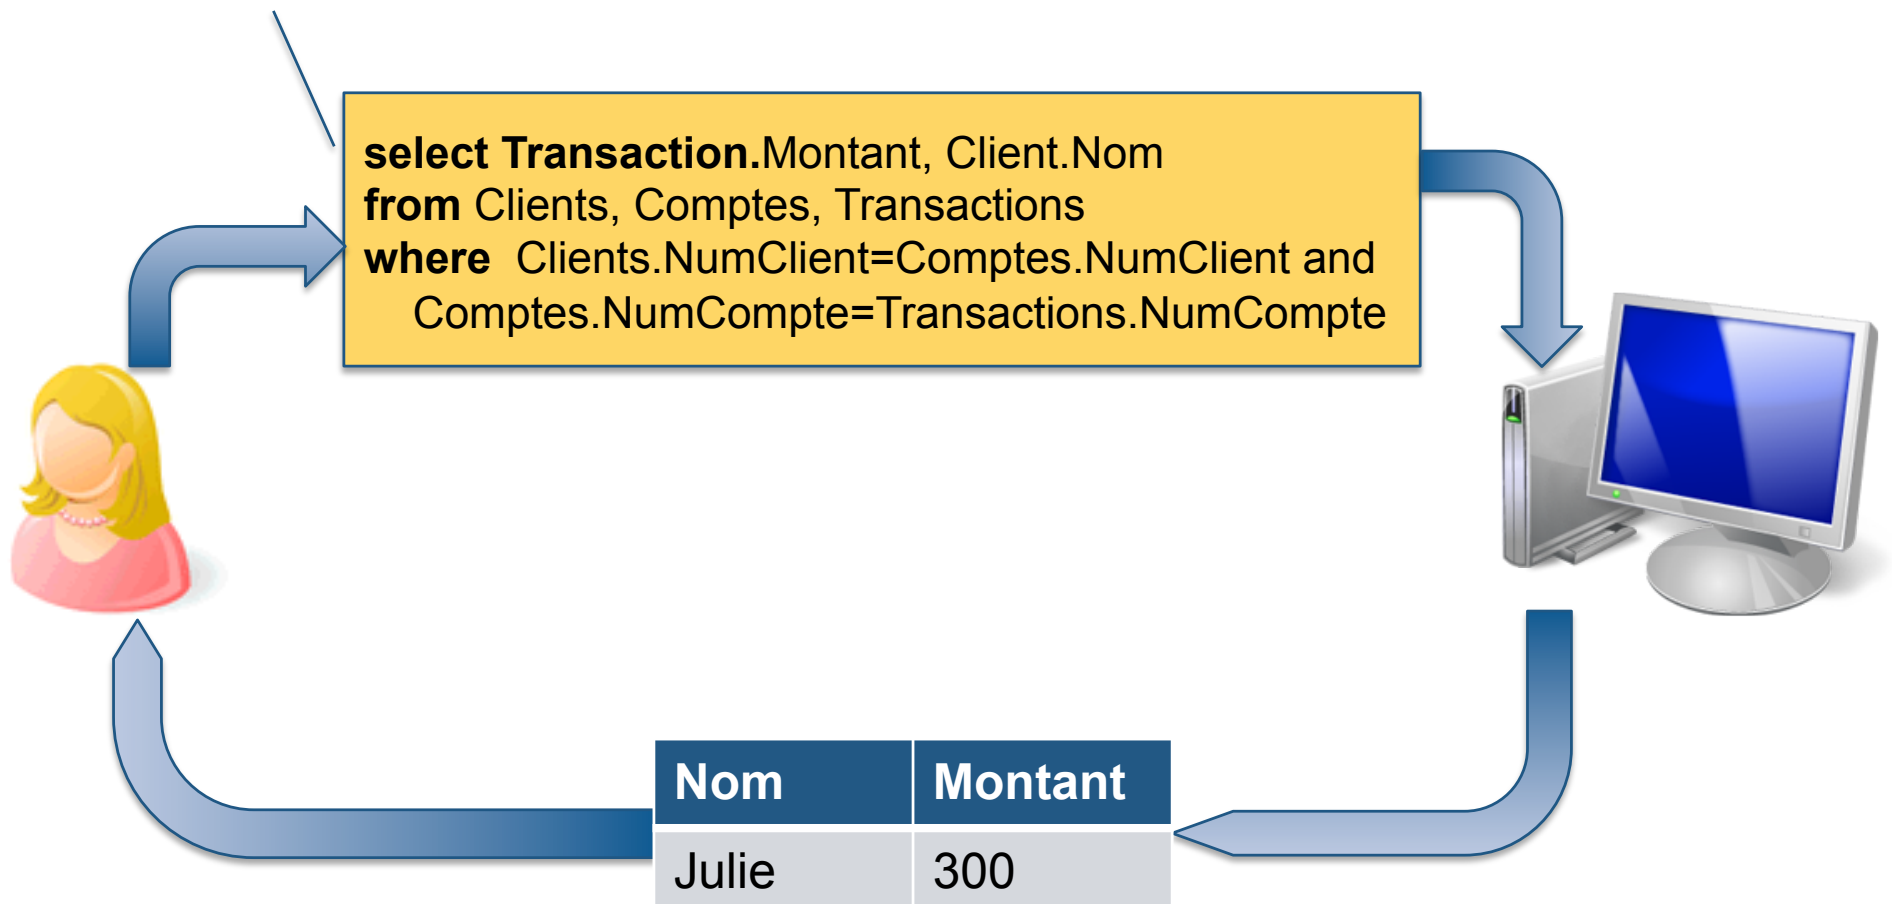 select Transaction.Montant, Client.Nom
from Clients, Comptes, Transactions
where Clients.NumClient=Comptes.NumClient and
Comptes.NumCompte=Transactions.NumCompte
Nom Montant
Julie 300